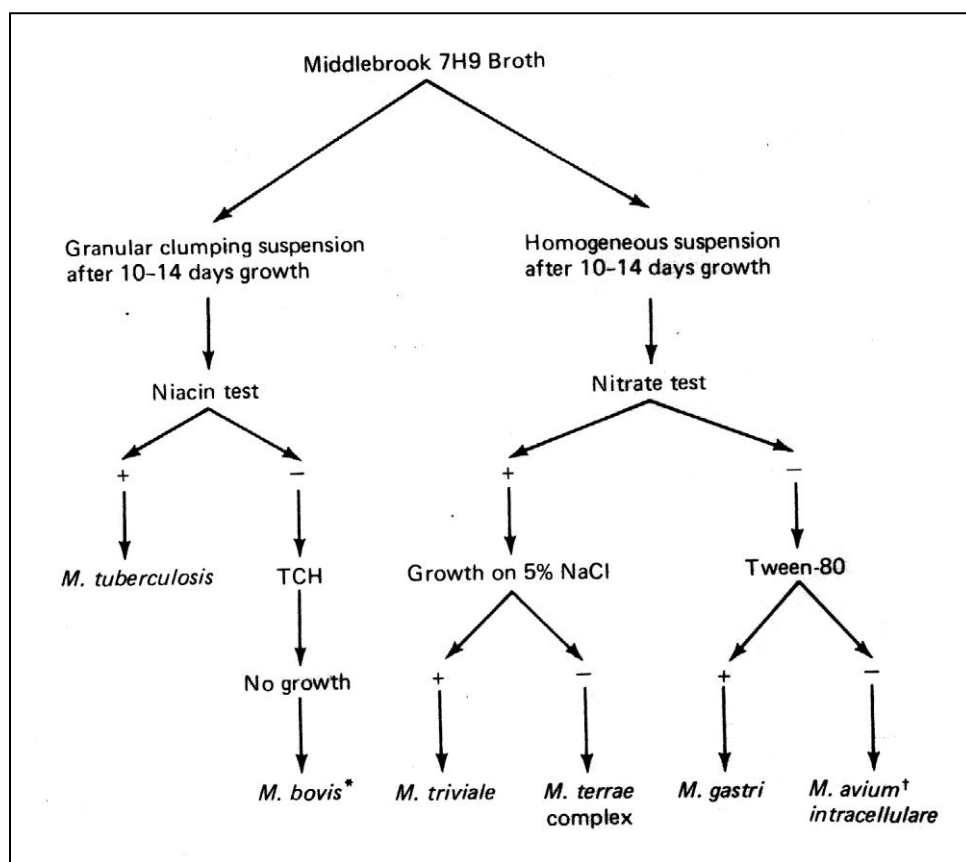 Middlebrook 7H9 Broth
Granular clumping suspension
after 10–14 days growth
Homogeneous suspension
after 10–14 days growth
Niacin test
Nitrate test
+
−
+
−
M. tuberculosis
TCH
Growth on 5% NaCl
Tween-80
No growth
+
−
+
−
M. bovis*
M. triviale
M. terrae
complex
M. gastri
M. avium†
intracellulare